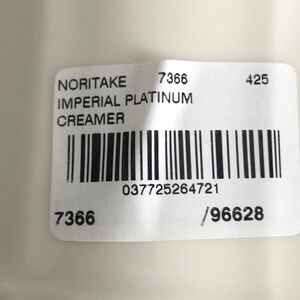 NORITAKE 7366 425
IMPERIAL PLATINUM
CREAMER
037725264721
7366 /96628